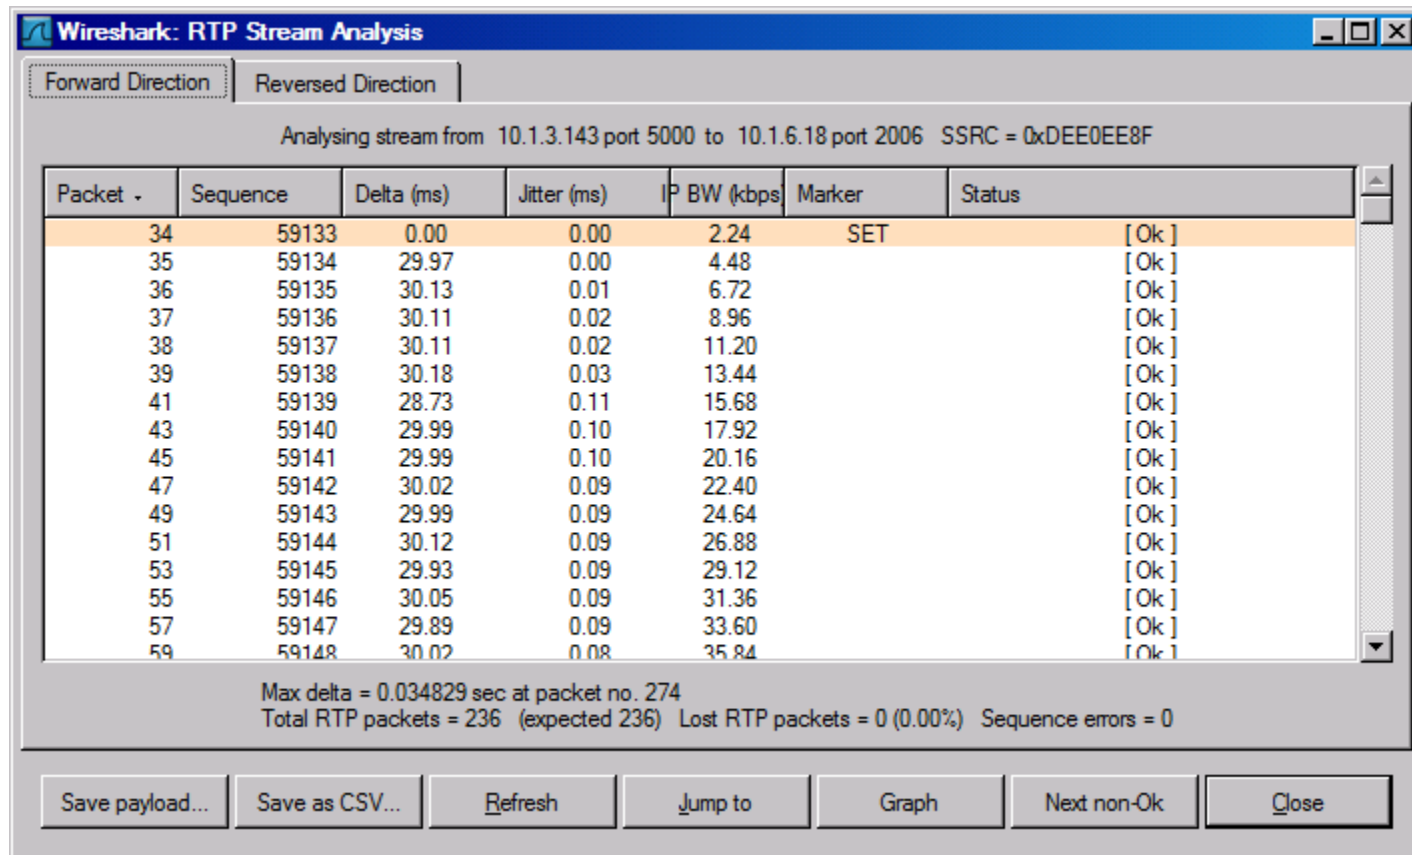 Wireshark: RTP Stream Analysis
Forward Direction Reversed Direction
Analysing stream from 10.1.3.143 port 5000 to 10.1.6.18 port 2006 SSRC = 0xDEE0EE8F
Packet Sequence Delta (ms) Jitter (ms) IP BW (kbps) Marker Status
34 59133 0.00 0.00 2.24 SET [ Ok ]
35 59134 29.97 0.00 4.48 [ Ok ]
36 59135 30.13 0.01 6.72 [ Ok ]
37 59136 30.11 0.02 8.96 [ Ok ]
38 59137 30.11 0.02 11.20 [ Ok ]
39 59138 30.18 0.03 13.44 [ Ok ]
41 59139 28.73 0.11 15.68 [ Ok ]
43 59140 29.99 0.10 17.92 [ Ok ]
45 59141 29.99 0.10 20.16 [ Ok ]
47 59142 30.02 0.09 22.40 [ Ok ]
49 59143 29.99 0.09 24.64 [ Ok ]
51 59144 30.12 0.09 26.88 [ Ok ]
53 59145 29.93 0.09 29.12 [ Ok ]
55 59146 30.05 0.09 31.36 [ Ok ]
57 59147 29.89 0.09 33.60 [ Ok ]
59 59148 30.02 0.08 35.84 [ Ok ]
Max delta = 0.034829 sec at packet no. 274
Total RTP packets = 236 (expected 236) Lost RTP packets = 0 (0.00%) Sequence errors = 0
Save payload... Save as CSV... Refresh Jump to Graph Next non-Ok Close